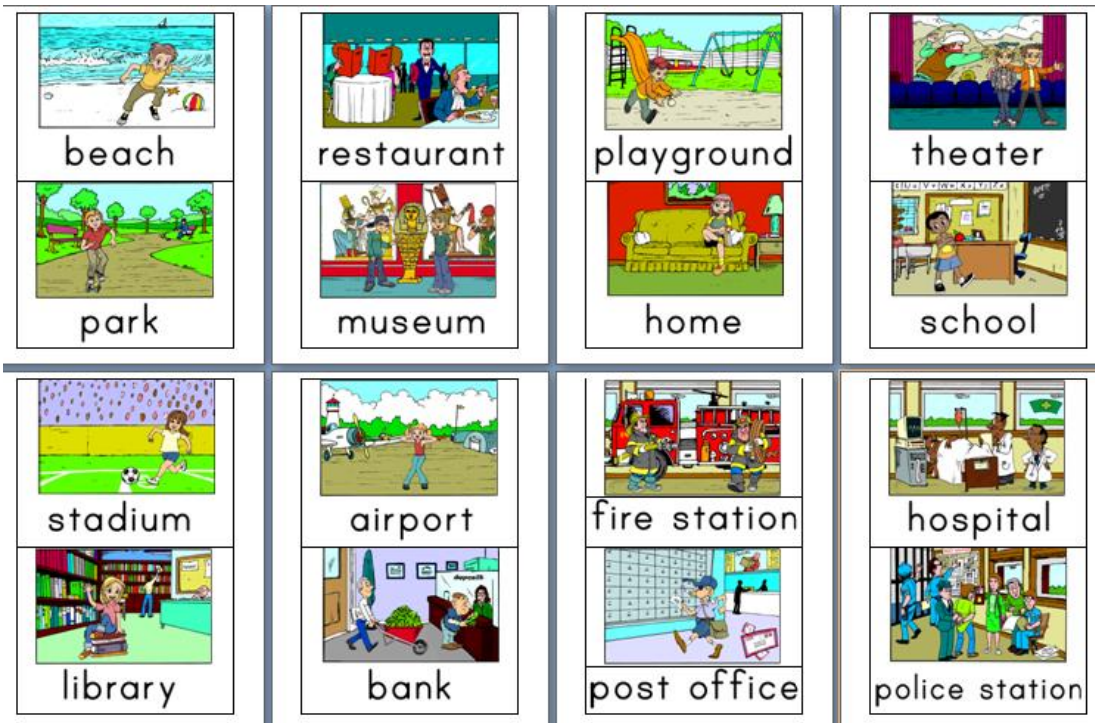 beach
restaurant
playground
theater
park
museum
home
school
stadium
airport
fire station
hospital
library
bank
post office
police station